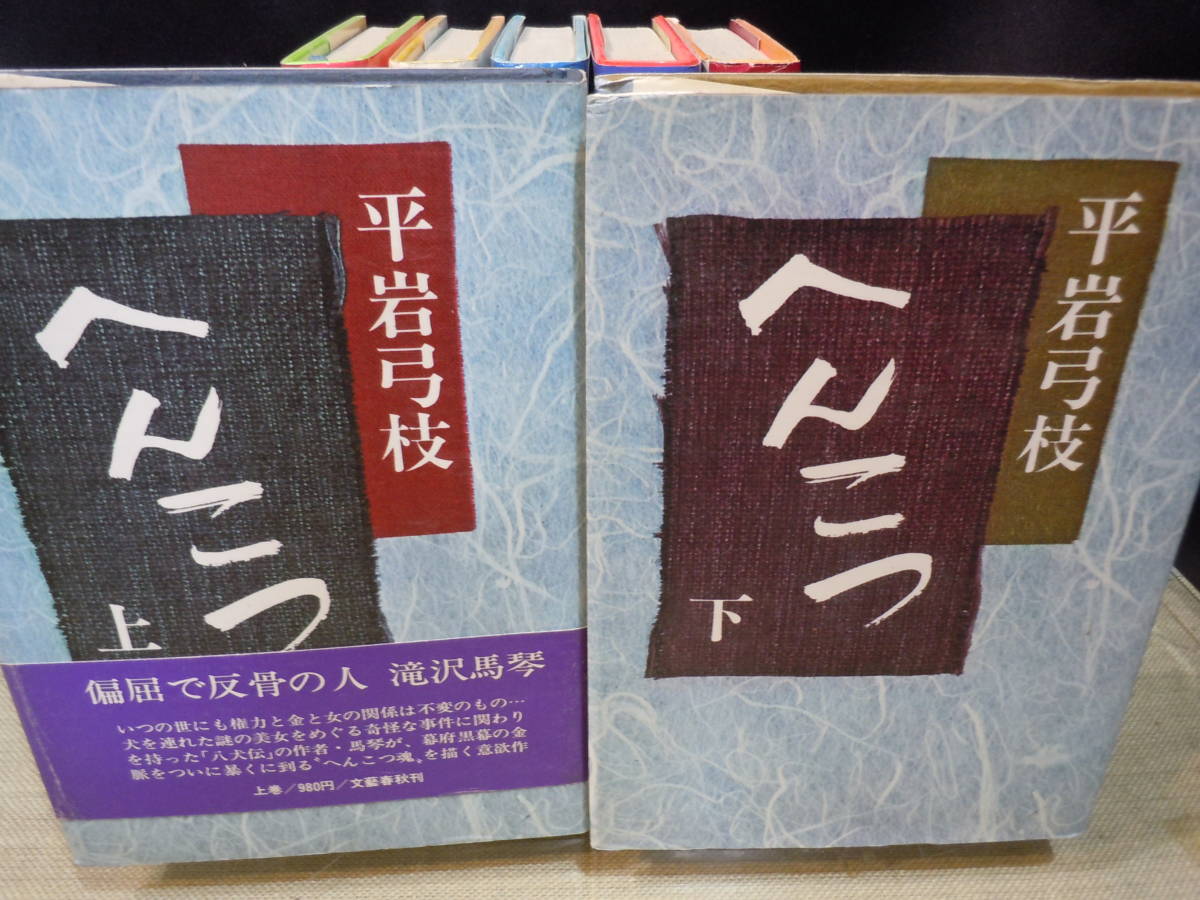 平岩弓枝
へんこつ
上
偏屈で反骨の人 滝沢馬琴
いつの世にも権力と金と女の関係は不変のもの…
犬を連れた謎の美女をめぐる奇怪な事件に関わり
を持った「八犬伝」の作者・馬琴が、幕府黒幕の金
脈をついに暴くに到る〝へんこつ魂〟を描く意欲作
上巻/980円/文藝春秋刊
平岩弓枝
へんこつ
下